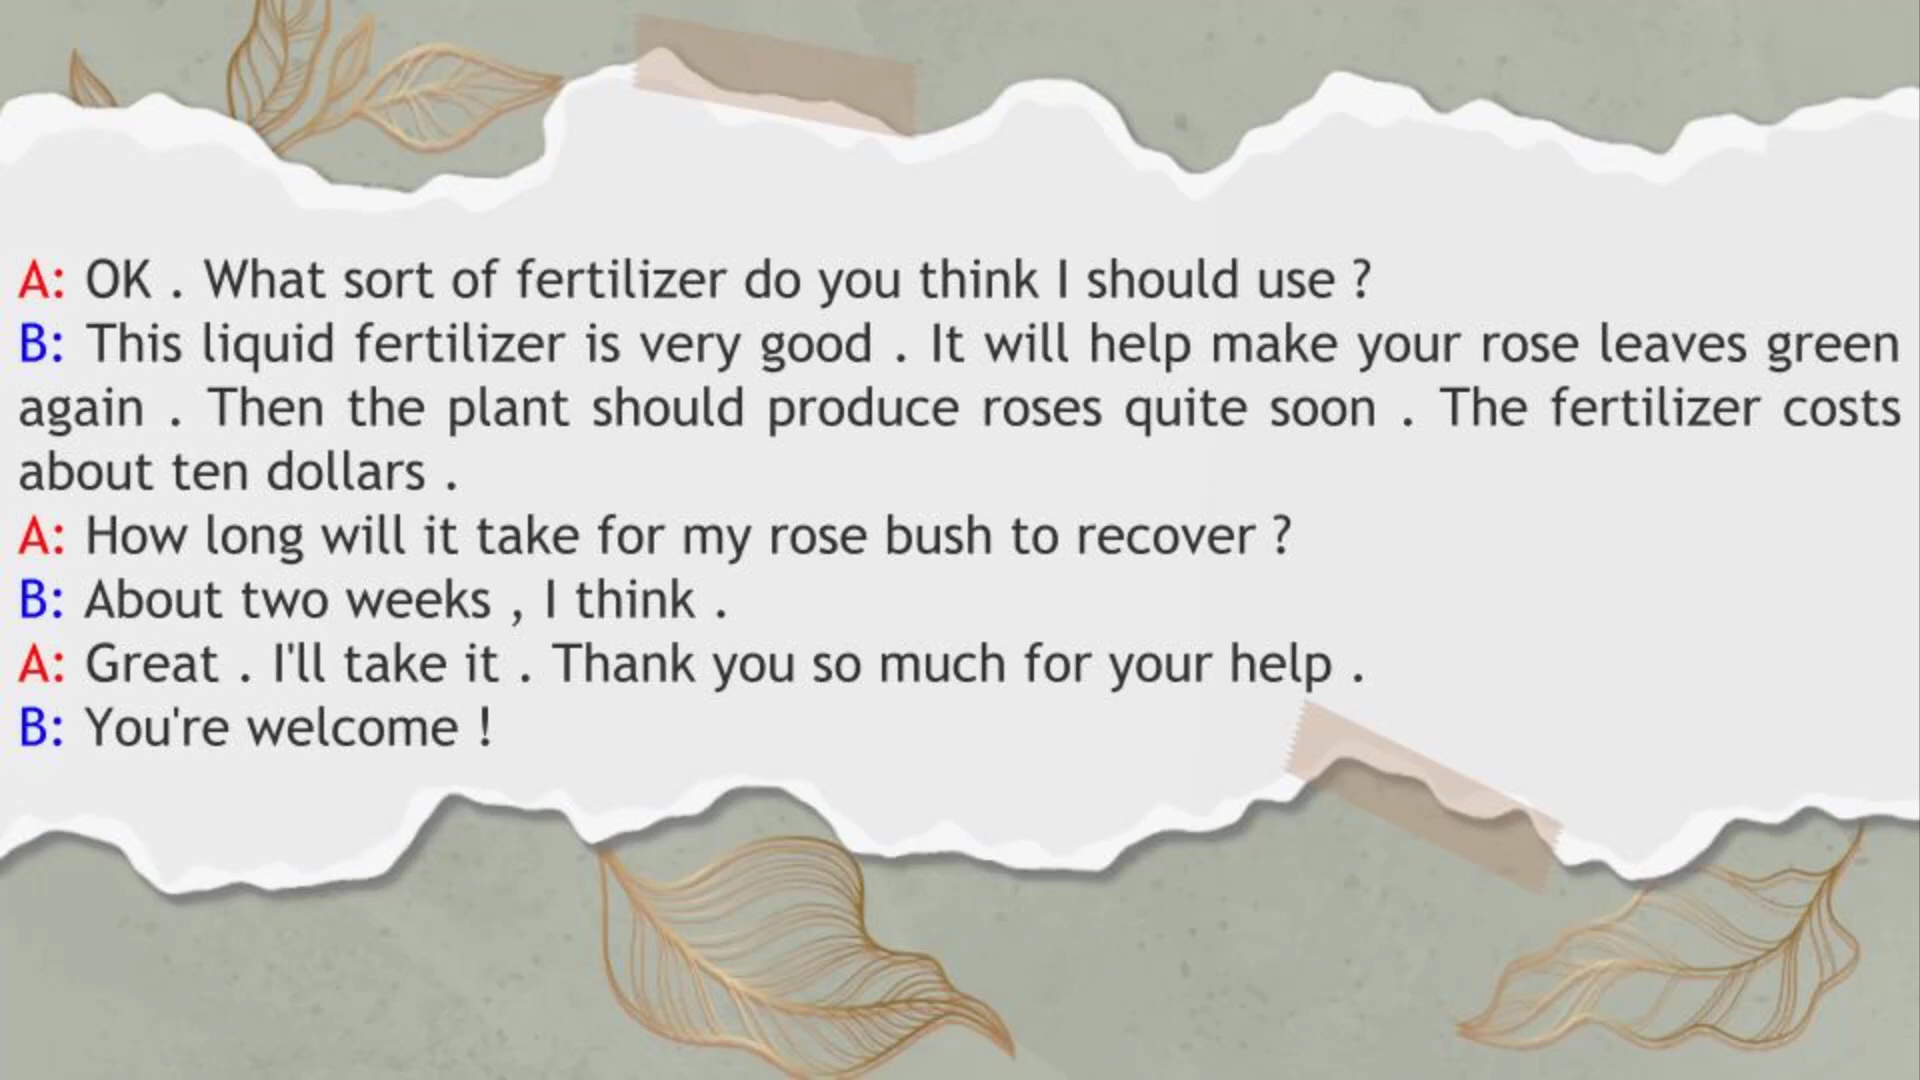 A: OK . What sort of fertilizer do you think I should use ?
B: This liquid fertilizer is very good . It will help make your rose leaves green
again . Then the plant should produce roses quite soon . The fertilizer costs
about ten dollars .
A: How long will it take for my rose bush to recover ?
B: About two weeks , I think .
A: Great . I'll take it . Thank you so much for your help .
B: You're welcome !